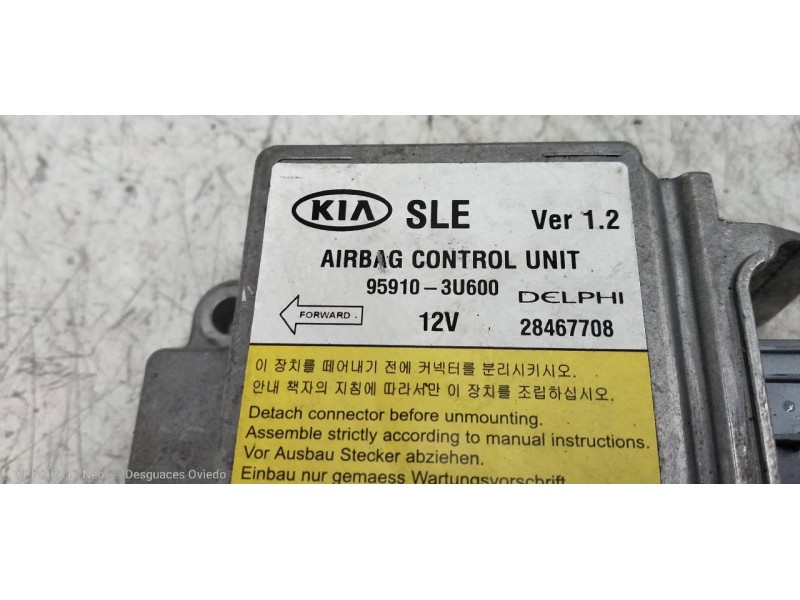 KIA SLE Ver 1.2
AIRBAG CONTROL UNIT
95910-3U600 DELPHI
FORWARD 12V 28467708
이 장치를 떼어내기 전에 커넥터를 분리시키시오.
안내 책자의 지침에 따라서만 이 장치를 조립하십시오.
Detach connector before unmounting.
Assemble strictly according to manual instructions.
Vor Ausbau Stecker abziehen.
Einbau nur gemaess Wartungsvorschrift
Desguaces Oviedo